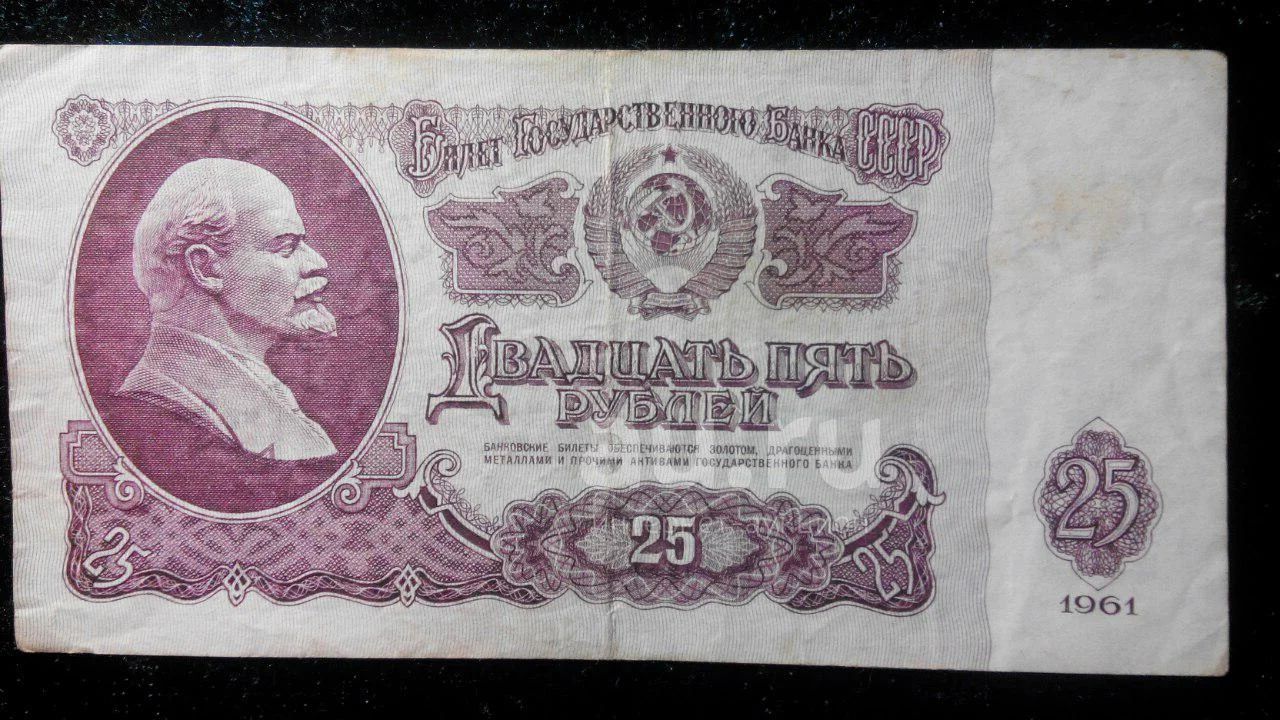 Билет Государственного Банка СССР
Двадцать пять
рублей
БАНКОВСКИЕ БИЛЕТЫ ОБЕСПЕЧИВАЮТСЯ ЗОЛОТОМ, ДРАГОЦЕННЫМИ
МЕТАЛЛАМИ И ПРОЧИМИ АКТИВАМИ ГОСУДАРСТВЕННОГО БАНКА
25
25
25
25
1961